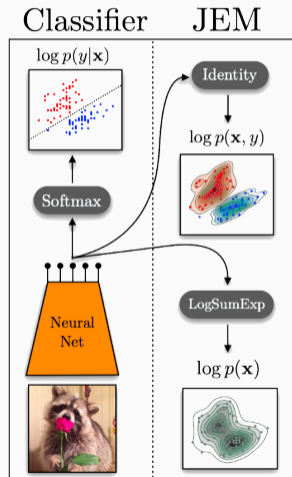 Classifier
JEM
log p(y|x)
Identity
log p(x, y)
Softmax
LogSumExp
Neural
Net
log p(x)